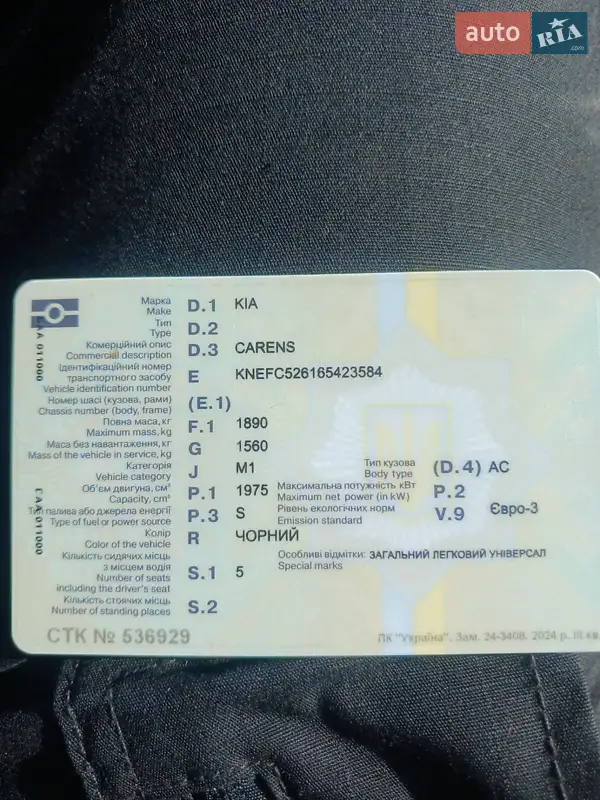 auto RIA .com
Марка
Make D.1 KIA
Тип
Type D.2
Комерційний опис
Commercial description D.3 CARENS
Ідентифікаційний номер
транспортного засобу E KNEFC526165423584
Vehicle identification number
Номер шасі (кузова, рами) (E.1)
Chassis number (body, frame)
Повна маса, кг F.1 1890
Maximum mass, kg
Маса без навантаження, кг G 1560
Mass of the vehicle in service, kg
Категорія J M1 Тип кузова (D.4) AC
Vehicle category Body type
Об'єм двигуна, см³ P.1 1975 Максимальна потужність кВт P.2
Capacity, cm³ Maximum net power (in kW)
Тип палива або джерела енергії P.3 S Рівень екологічних норм V.9 Євро-3
Type of fuel or power source Emission standard
Колір R ЧОРНИЙ
Color of the vehicle
Кількість сидячих місць Особливі відмітки: ЗАГАЛЬНИЙ ЛЕГКОВИЙ УНІВЕРСАЛ
з місцем водія S.1 5 Special marks
Number of seats
including the driver's seat
Кількість стоячих місць S.2
Number of standing places
СТК № 536929
ПК "Україна". Зам. 24-3408. 2024 р. III кв.